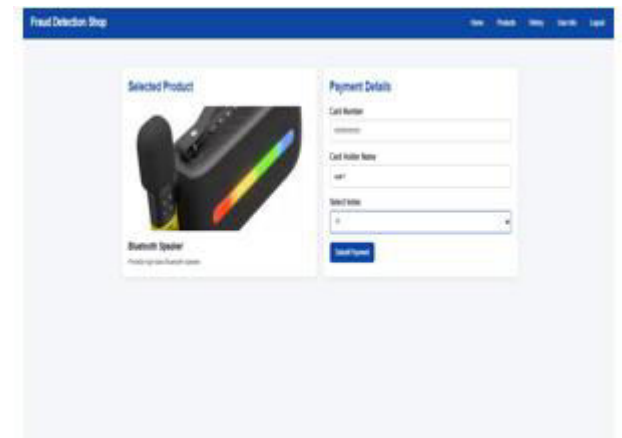 Fraud Detection Shop
Home Products History User Info Logout
Selected Product
Bluetooth Speaker
Payment Details
Card Number
Card Holder Name
Select Index
Submit Payment